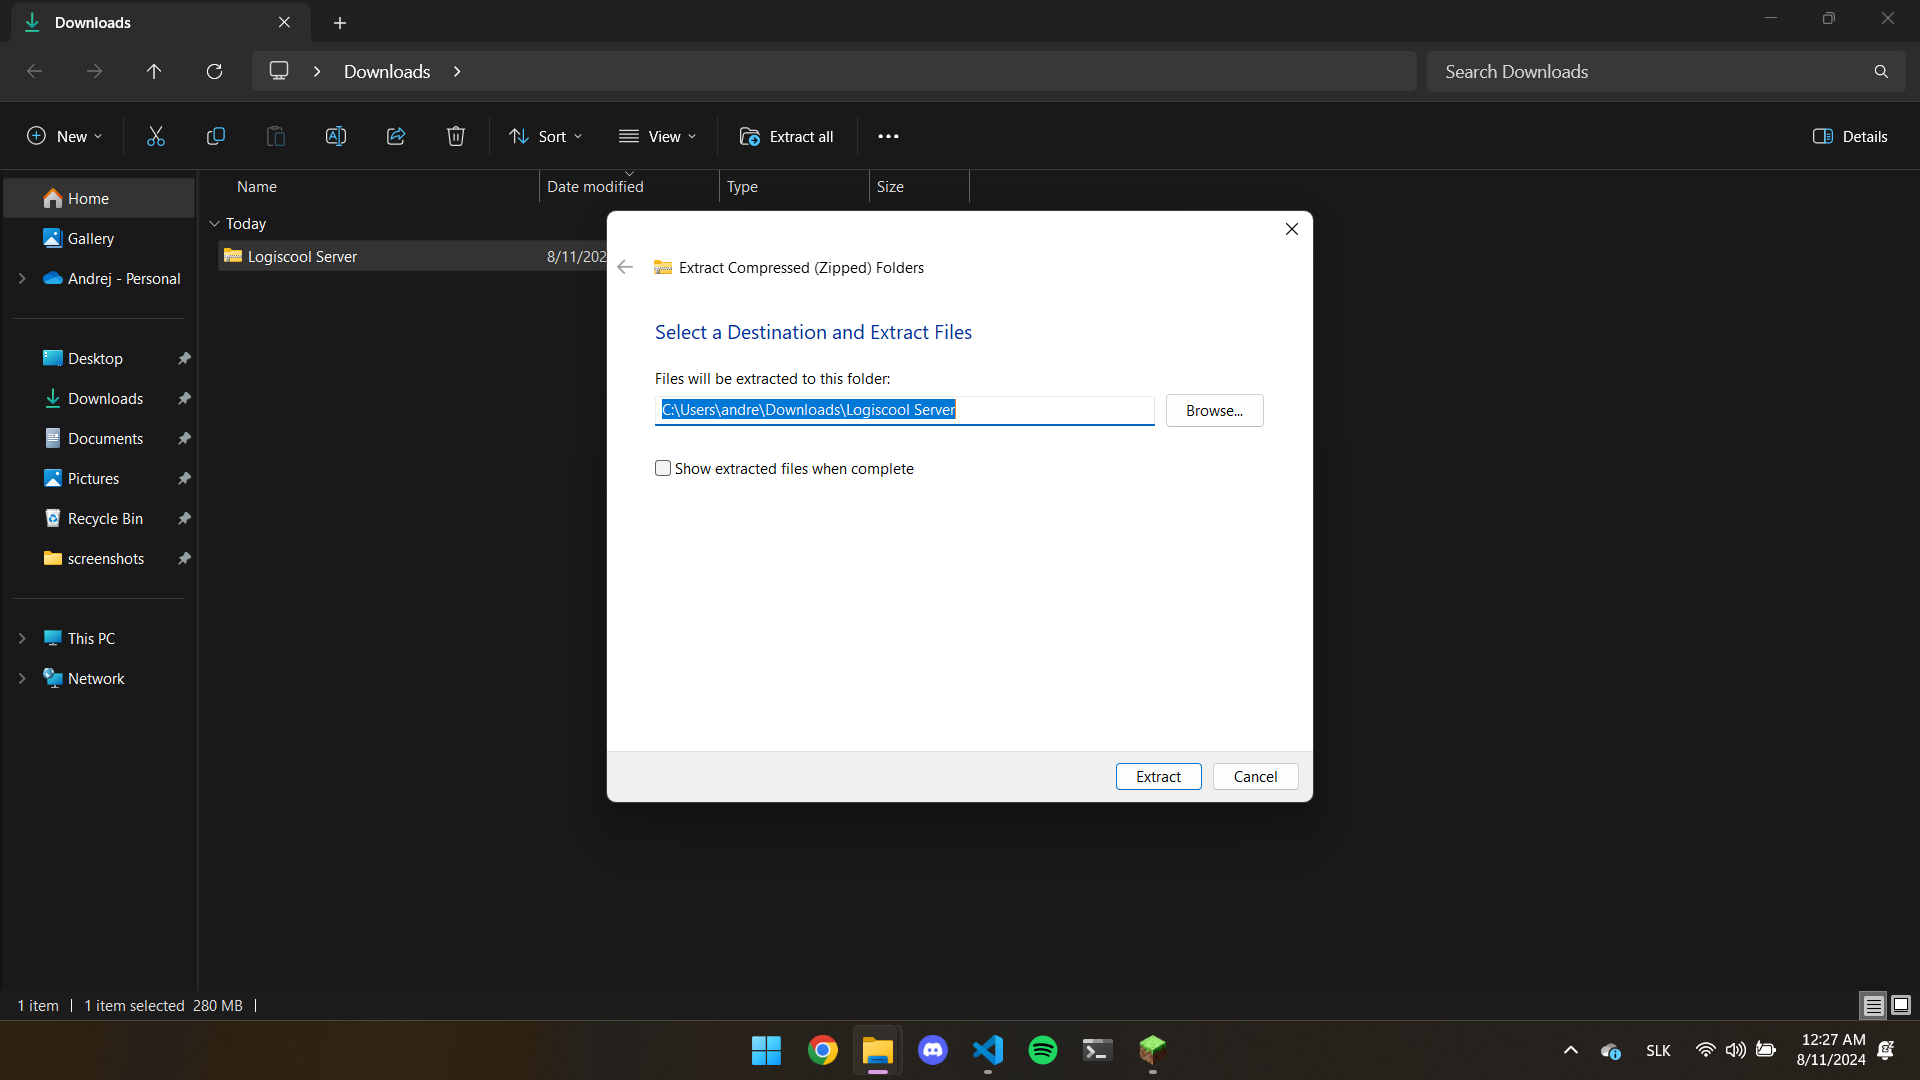 Downloads
Downloads
Search Downloads
New
Sort
View
Extract all
Details
Name
Date modified
Type
Size
Home
Gallery
Andrej - Personal
Desktop
Downloads
Documents
Pictures
Recycle Bin
screenshots
This PC
Network
Today
Logiscool Server
8/11/202
Extract Compressed (Zipped) Folders
Select a Destination and Extract Files
Files will be extracted to this folder:
C:\Users\andre\Downloads\Logiscool Server
Browse...
Show extracted files when complete
Extract
Cancel
1 item
1 item selected 280 MB
SLK
12:27 AM
8/11/2024